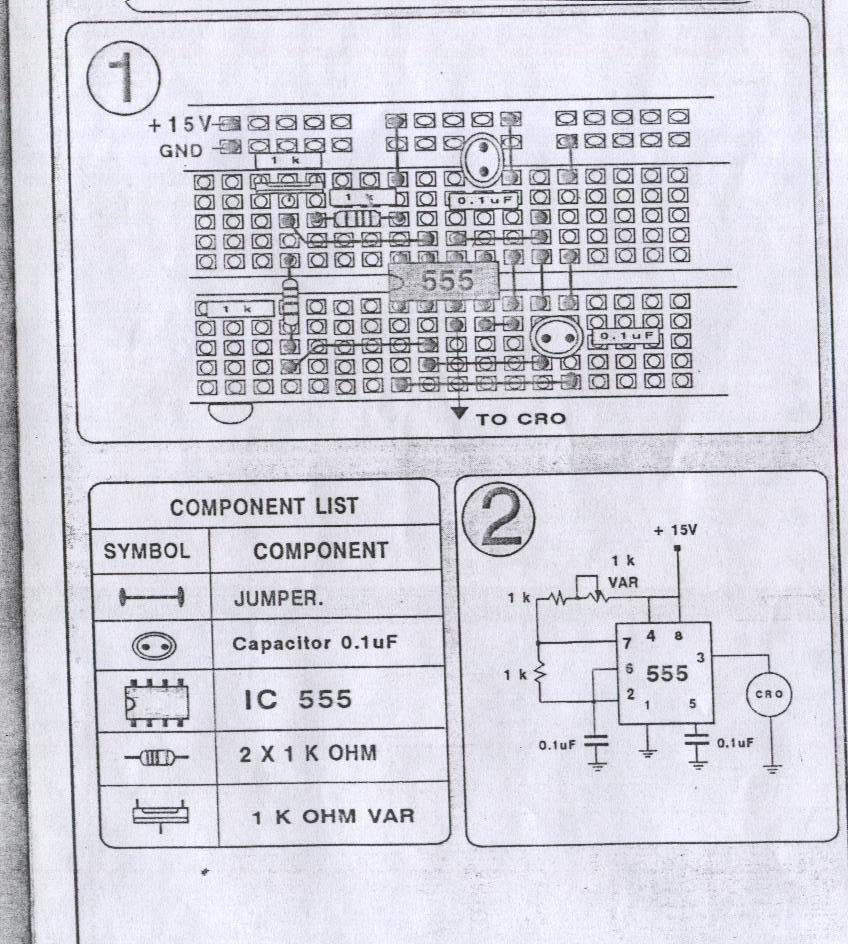 1
+ 15V
GND
1 k
1 k
0.1uF
555
1 k
0.1uF
TO CRO
COMPONENT LIST
SYMBOL COMPONENT
JUMPER.
Capacitor 0.1uF
IC 555
2 X 1 K OHM
1 K OHM VAR
2
+ 15V
1 k
VAR
1 k
4 8
7
3
6 555
1 k
2
1 5
CRO
0.1uF
0.1uF